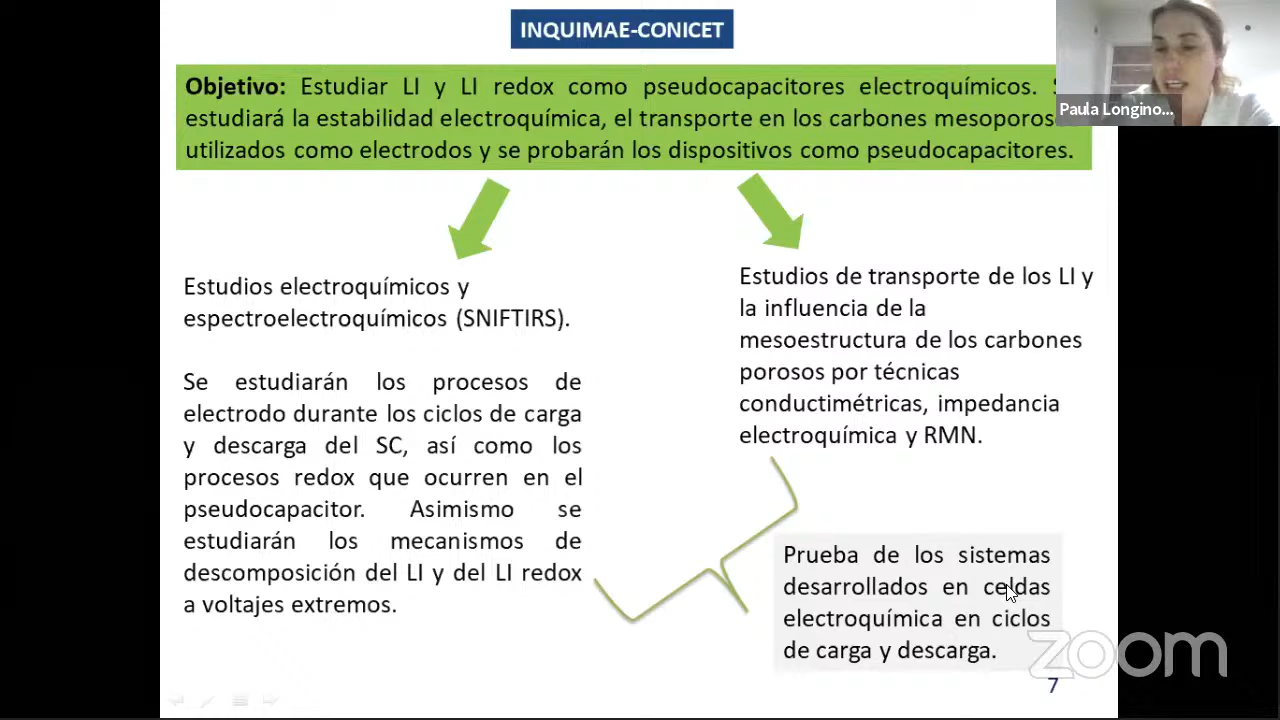 INQUIMAE-CONICET
Objetivo: Estudiar LI y LI redox como pseudocapacitores electroquímicos.
estudiará la estabilidad electroquímica, el transporte en los carbones mesoporos
utilizados como electrodos y se probarán los dispositivos como pseudocapacitores.
Paula Longino...
Estudios electroquímicos y
espectroelectroquímicos (SNIFTIRS).
Se estudiarán los procesos de
electrodo durante los ciclos de carga
y descarga del SC, así como los
procesos redox que ocurren en el
pseudocapacitor. Asimismo se
estudiarán los mecanismos de
descomposición del LI y del LI redox
a voltajes extremos.
Estudios de transporte de los LI y
la influencia de la
mesoestructura de los carbones
porosos por técnicas
conductimétricas, impedancia
electroquímica y RMN.
Prueba de los sistemas
desarrollados en celdas
electroquímica en ciclos
de carga y descarga.
zoom
7